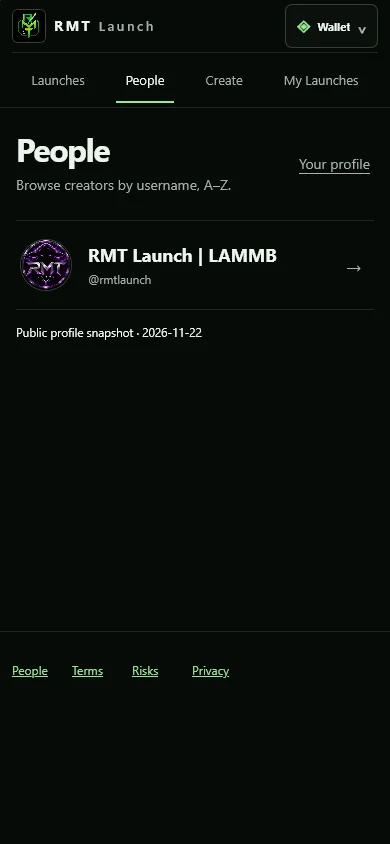 RMT Launch
Wallet
Launches People Create My Launches
People
Your profile
Browse creators by username, A–Z.
RMT
RMT Launch | LAMMB
@rmtlaunch
→
Public profile snapshot · 2026-11-22
People Terms Risks Privacy